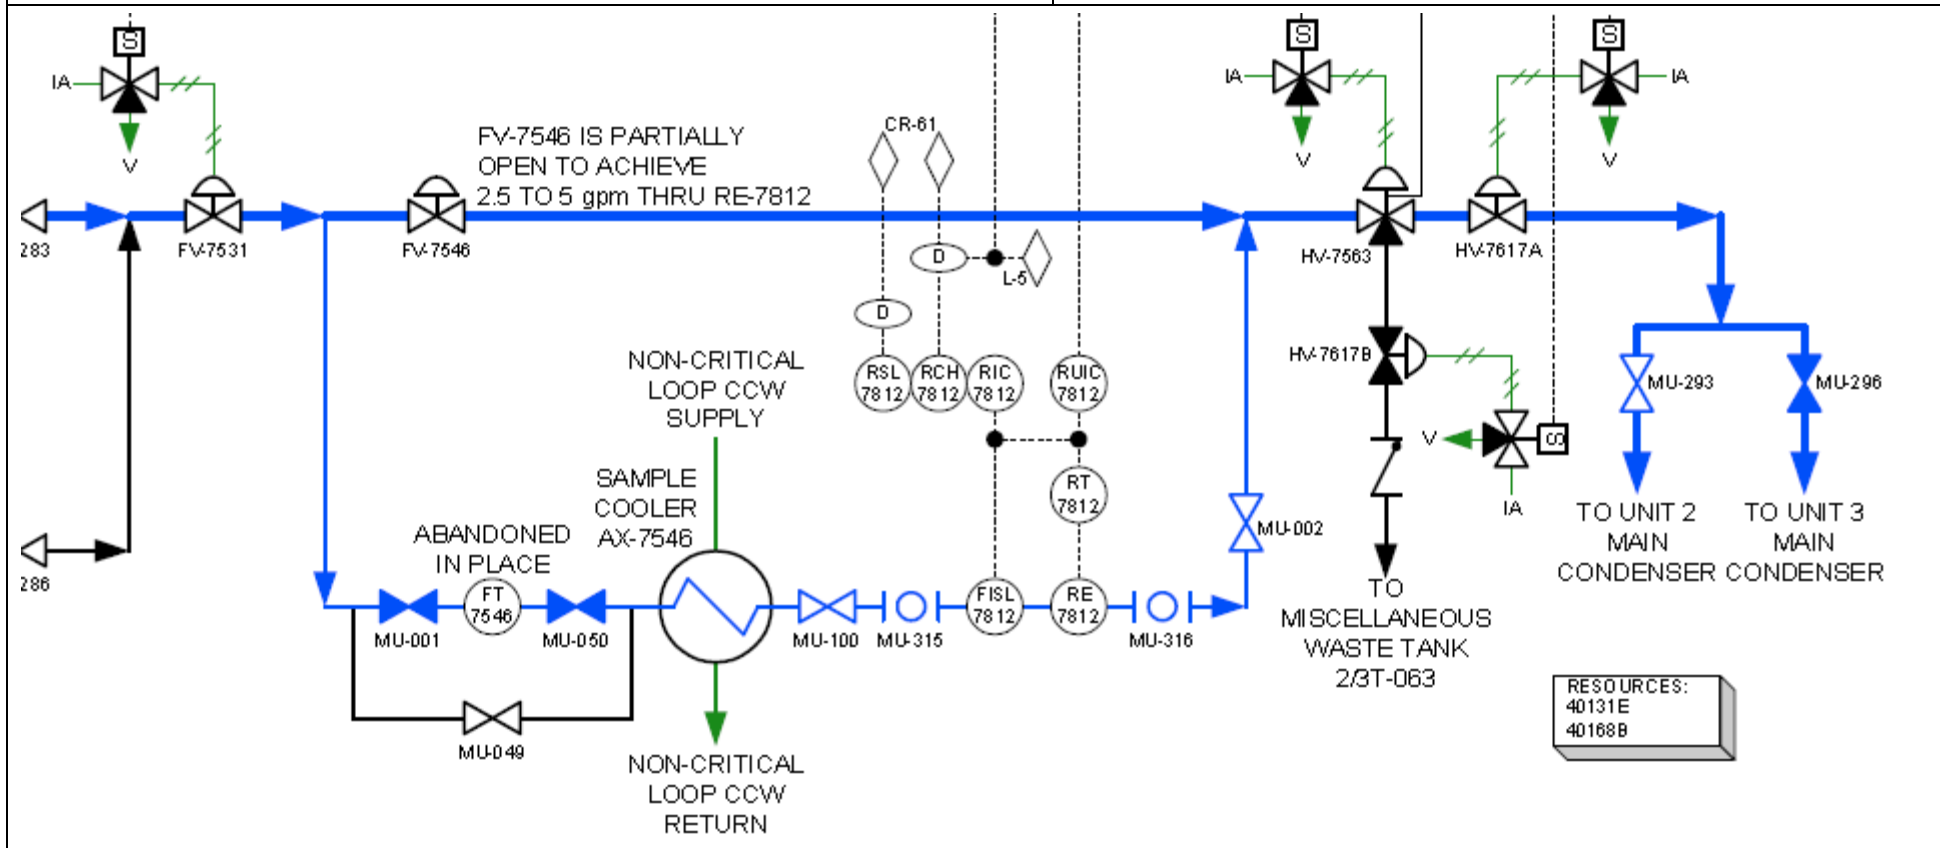 S
IA
V
S
IA
V
S
IA
V
FV-7546 IS PARTIALLY
OPEN TO ACHIEVE
2.5 TO 5 gpm THRU RE-7812
CR-61
283
FV-7531
FV-7546
D
L-5
HV-7563
HV-7617A
D
NON-CRITICAL
LOOP CCW
SUPPLY
RSL
7812
RCH
7812
RIC
7812
RUIC
7812
HV-7617B
MU-293
MU-296
V
S
IA
SAMPLE
COOLER
AX-7546
RT
7812
ABANDONED
IN PLACE
MU-002
TO UNIT 2
MAIN
CONDENSER
TO UNIT 3
MAIN
CONDENSER
286
FT
7546
FISL
7812
RE
7812
MU-001
MU-050
MU-100
MU-315
MU-316
TO
MISCELLANEOUS
WASTE TANK
2/3T-063
MU-049
NON-CRITICAL
LOOP CCW
RETURN
RESOURCES:
40131E
40168B